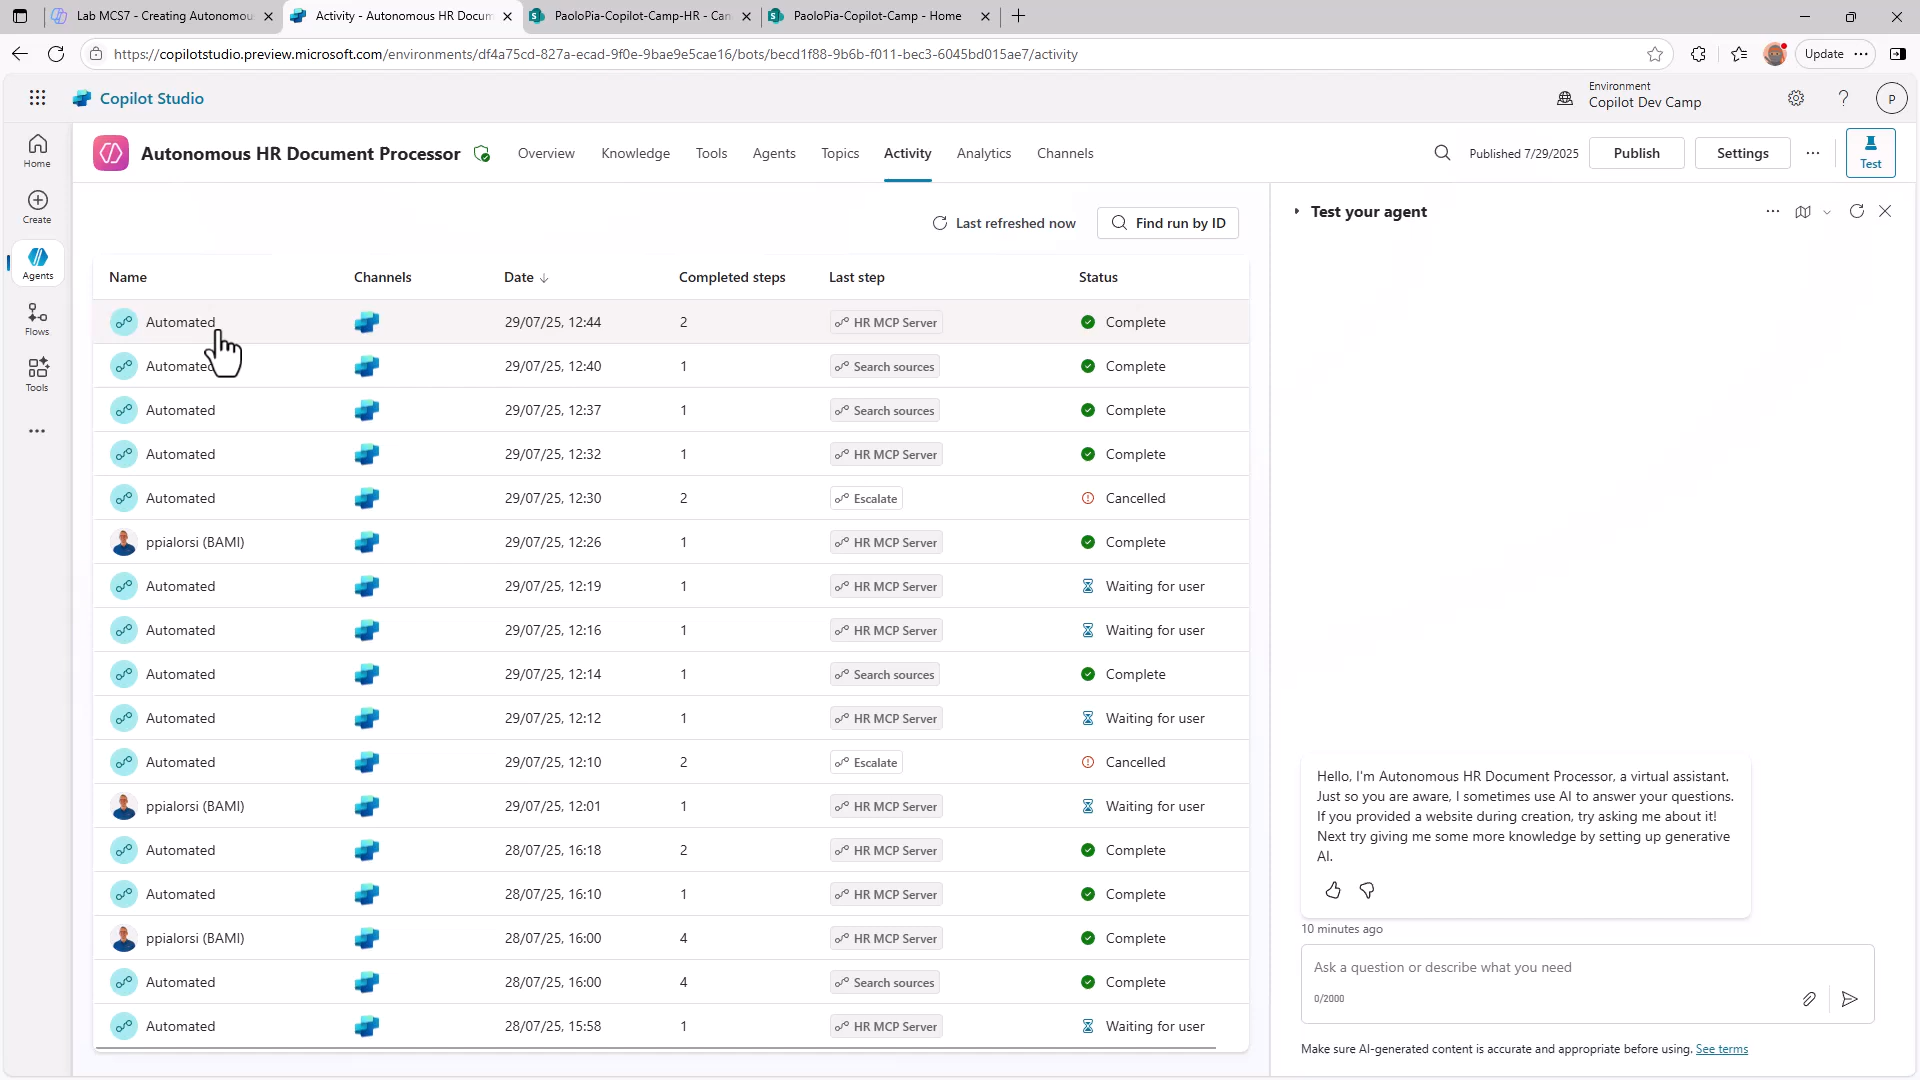 Lab MCS7 - Creating Autonomou
Activity - Autonomous HR Docum
PaoloPia-Copilot-Camp-HR - Cam
PaoloPia-Copilot-Camp - Home
https://copilotstudio.preview.microsoft.com/environments/df4a75cd-827a-ecad-9f0e-9bae9e5cae16/bots/becd1f88-9b6b-f011-bec3-6045bd015ae7/activity
Update
Copilot Studio
Environment
Copilot Dev Camp
P
Home
Create
Agents
Flows
Tools
Autonomous HR Document Processor
Overview
Knowledge
Tools
Agents
Topics
Activity
Analytics
Channels
Published 7/29/2025
Publish
Settings
Test
Last refreshed now
Find run by ID
Name Channels Date ↓ Completed steps Last step Status
Automated 29/07/25, 12:44 2 HR MCP Server Complete
Automated 29/07/25, 12:40 1 Search sources Complete
Automated 29/07/25, 12:37 1 Search sources Complete
Automated 29/07/25, 12:32 1 HR MCP Server Complete
Automated 29/07/25, 12:30 2 Escalate Cancelled
ppialorsi (BAMI) 29/07/25, 12:26 1 HR MCP Server Complete
Automated 29/07/25, 12:19 1 HR MCP Server Waiting for user
Automated 29/07/25, 12:16 1 HR MCP Server Waiting for user
Automated 29/07/25, 12:14 1 Search sources Complete
Automated 29/07/25, 12:12 1 HR MCP Server Waiting for user
Automated 29/07/25, 12:10 2 Escalate Cancelled
ppialorsi (BAMI) 29/07/25, 12:01 1 HR MCP Server Waiting for user
Automated 28/07/25, 16:18 2 HR MCP Server Complete
Automated 28/07/25, 16:10 1 HR MCP Server Complete
ppialorsi (BAMI) 28/07/25, 16:00 4 HR MCP Server Complete
Automated 28/07/25, 16:00 4 Search sources Complete
Automated 28/07/25, 15:58 1 HR MCP Server Waiting for user
Test your agent
Hello, I'm Autonomous HR Document Processor, a virtual assistant.
Just so you are aware, I sometimes use AI to answer your questions.
If you provided a website during creation, try asking me about it!
Next try giving me some more knowledge by setting up generative
AI.
10 minutes ago
Ask a question or describe what you need
0/2000
Make sure AI-generated content is accurate and appropriate before using. See terms